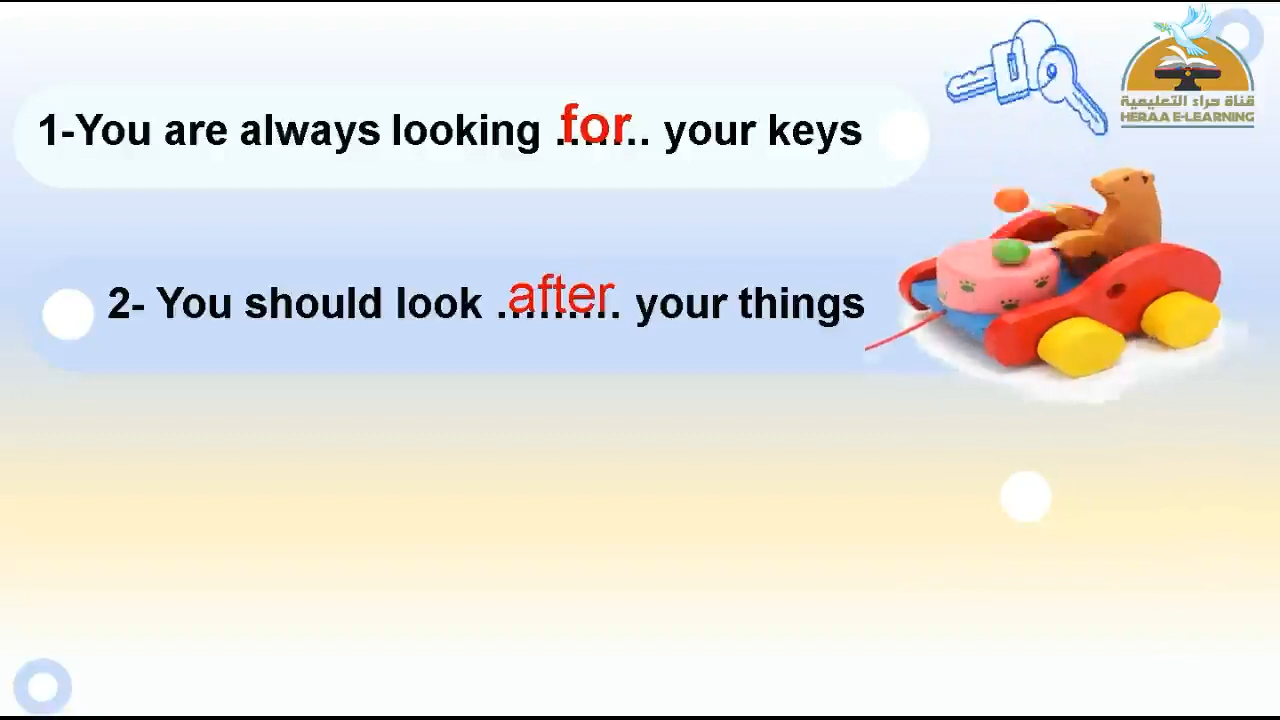 قناة حراء التعليمية
HERAA E-LEARNING
1-You are always looking ..for.. your keys
2- You should look ..after.. your things